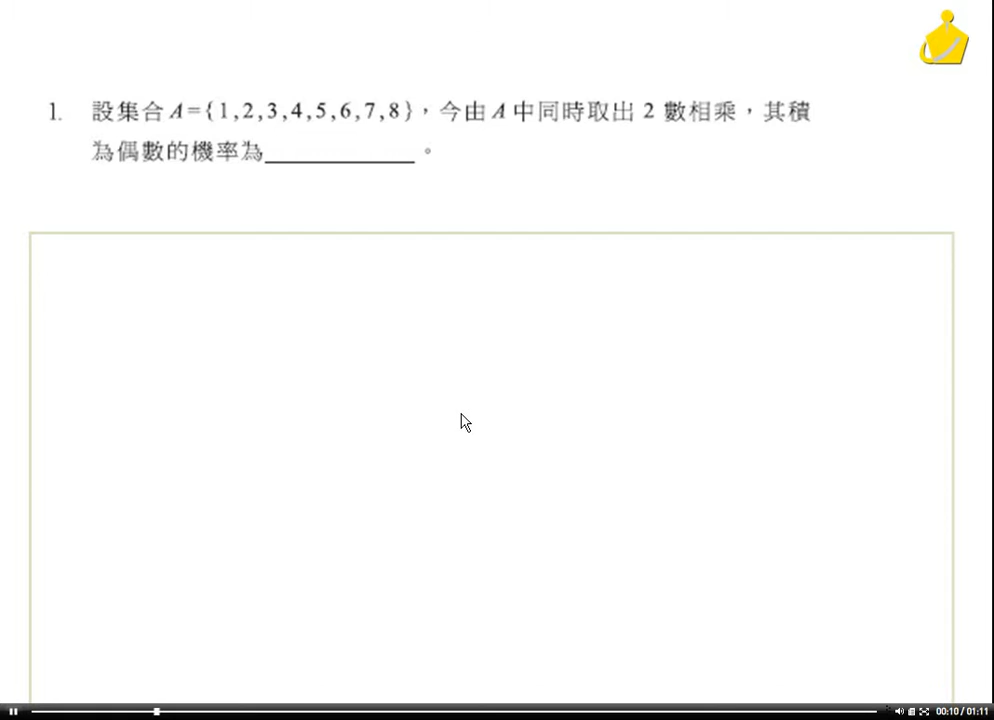 1. 設集合 A={1,2,3,4,5,6,7,8},今由 A 中同時取出 2 數相乘,其積
為偶數的機率為____________。
00:10 / 01:11